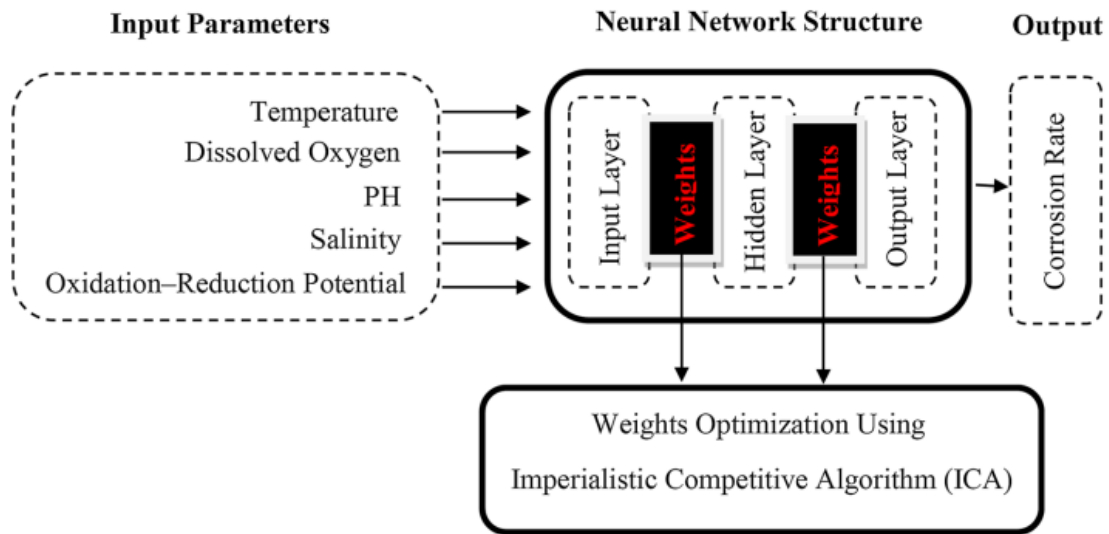 Input Parameters
Neural Network Structure
Output
Temperature
Dissolved Oxygen
PH
Salinity
Oxidation–Reduction Potential
Input Layer
Weights
Hidden Layer
Weights
Output Layer
Corrosion Rate
Weights Optimization Using
Imperialistic Competitive Algorithm (ICA)